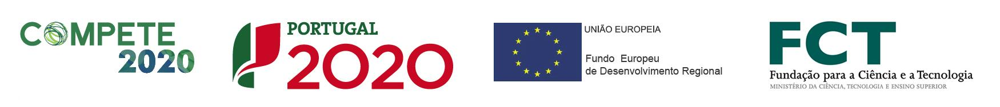 COMPETE
2020
PORTUGAL
2020
UNIÃO EUROPEIA
Fundo Europeu
de Desenvolvimento Regional
FCT
Fundação para a Ciência e a Tecnologia
MINISTÉRIO DA CIÊNCIA, TECNOLOGIA E ENSINO SUPERIOR